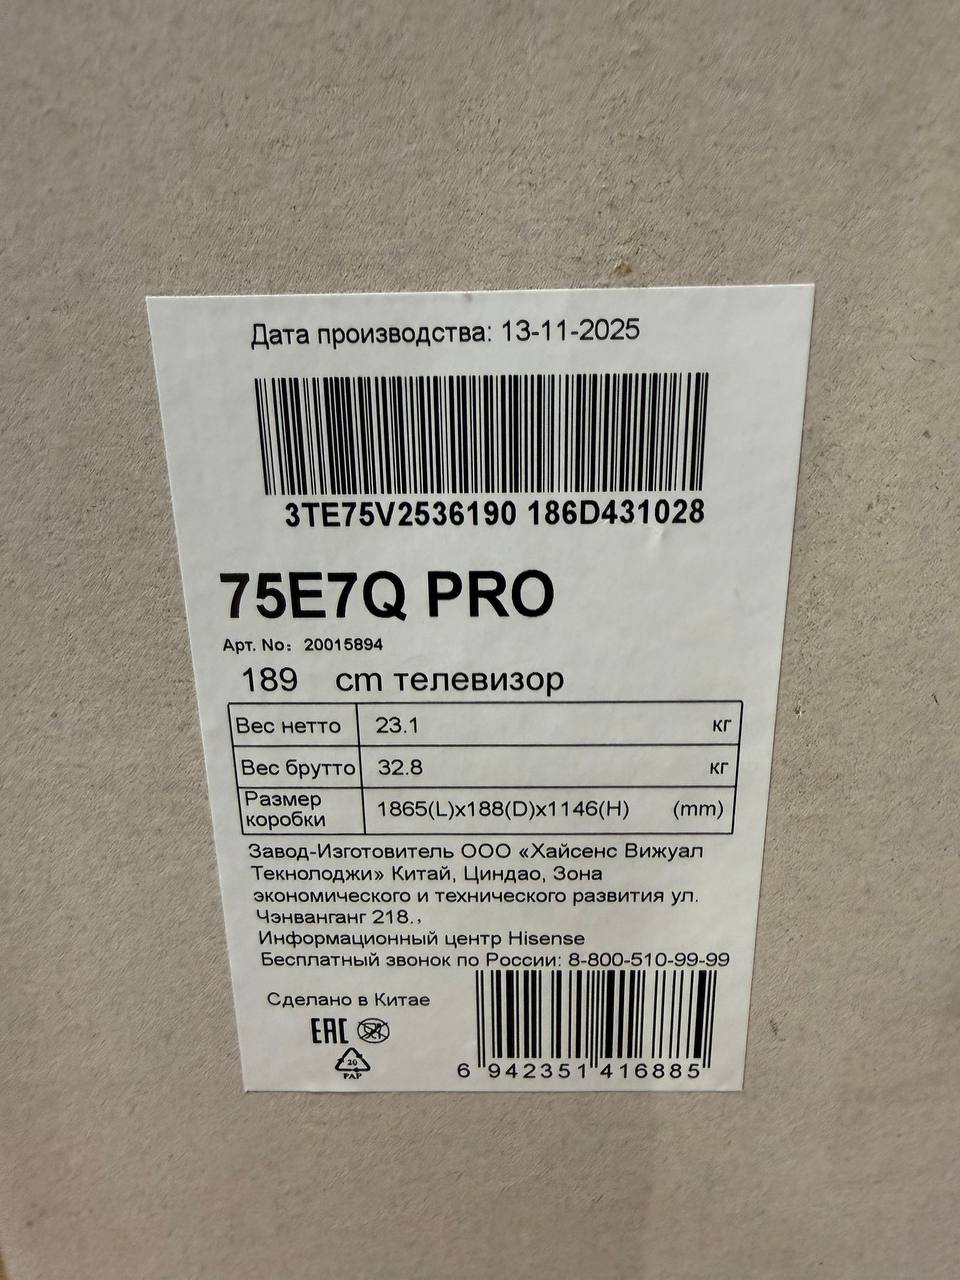 Дата производства: 13-11-2025
3TE75V2536190 186D431028
75E7Q PRO
Арт. No: 20015894
189 cm телевизор
Вес нетто 23.1 кг
Вес брутто 32.8 кг
Размер коробки 1865(L)x188(D)x1146(H) (mm)
Завод-Изготовитель ООО «Хайсенс Вижуал
Текнолоджи» Китай, Циндао, Зона
экономического и технического развития ул.
Чэнванганг 218.,
Информационный центр Hisense
Бесплатный звонок по России: 8-800-510-99-99
Сделано в Китае
EAC
20
PAP
6 942351 416885